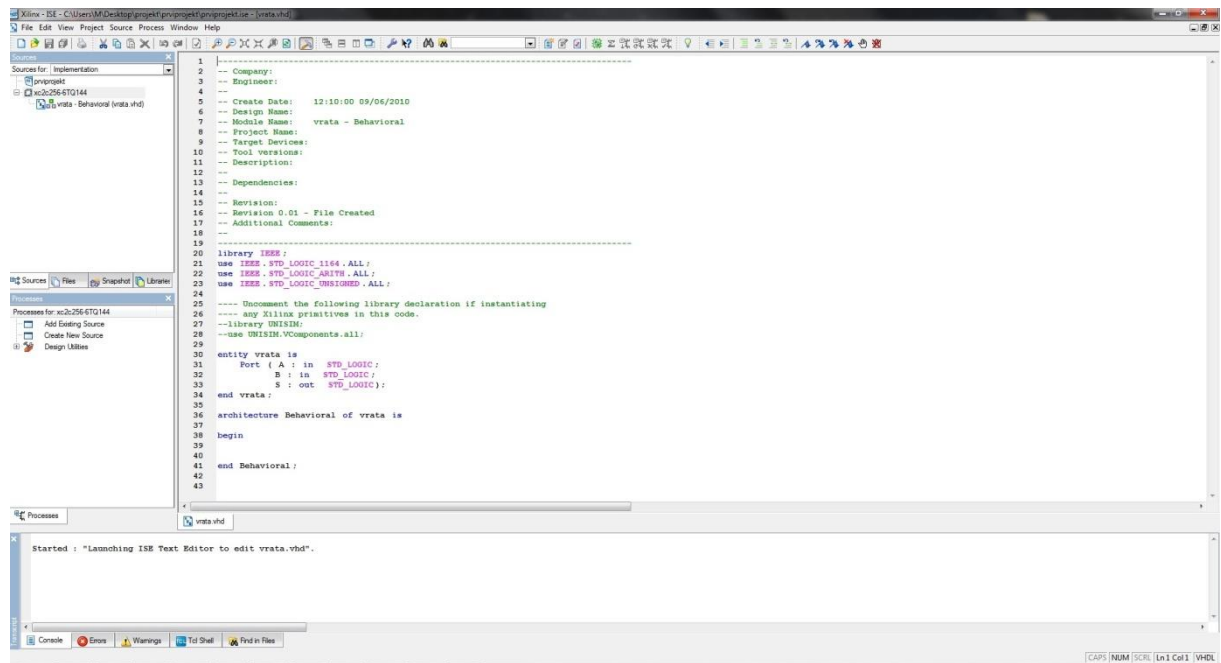 Xilinx - ISE - C:\Users\M\Desktop\projekt\prviprojekt\prviprojekt.ise - [vrata.vhd]
File Edit View Project Source Process Window Help
Sources
Sources for: Implementation
prviprojekt
xc2c256-6TQ144
vrata - Behavioral (vrata.vhd)
Sources Files Snapshot Libraries
Processes
Processes for: xc2c256-6TQ144
Add Existing Source
Create New Source
Design Utilities
Processes
1 --------------------------------------------------------------------------------
2 -- Company:
3 -- Engineer:
4 --
5 -- Create Date: 12:10:00 09/06/2010
6 -- Design Name:
7 -- Module Name: vrata - Behavioral
8 -- Project Name:
9 -- Target Devices:
10 -- Tool versions:
11 -- Description:
12 --
13 -- Dependencies:
14 --
15 -- Revision:
16 -- Revision 0.01 - File Created
17 -- Additional Comments:
18 --
19 --------------------------------------------------------------------------------
20 library IEEE;
21 use IEEE.STD_LOGIC_1164.ALL;
22 use IEEE.STD_LOGIC_ARITH.ALL;
23 use IEEE.STD_LOGIC_UNSIGNED.ALL;
24
25 ---- Uncomment the following library declaration if instantiating
26 ---- any Xilinx primitives in this code.
27 --library UNISIM;
28 --use UNISIM.VComponents.all;
29
30 entity vrata is
31 Port ( A : in STD_LOGIC;
32 B : in STD_LOGIC;
33 S : out STD_LOGIC);
34 end vrata;
35
36 architecture Behavioral of vrata is
37
38 begin
39
40
41 end Behavioral;
42
43
vrata.vhd
Started : "Launching ISE Text Editor to edit vrata.vhd".
Transcript
Console Errors Warnings Tcl Shell Find in Files
CAPS NUM SCRL Ln 1 Col 1 VHDL